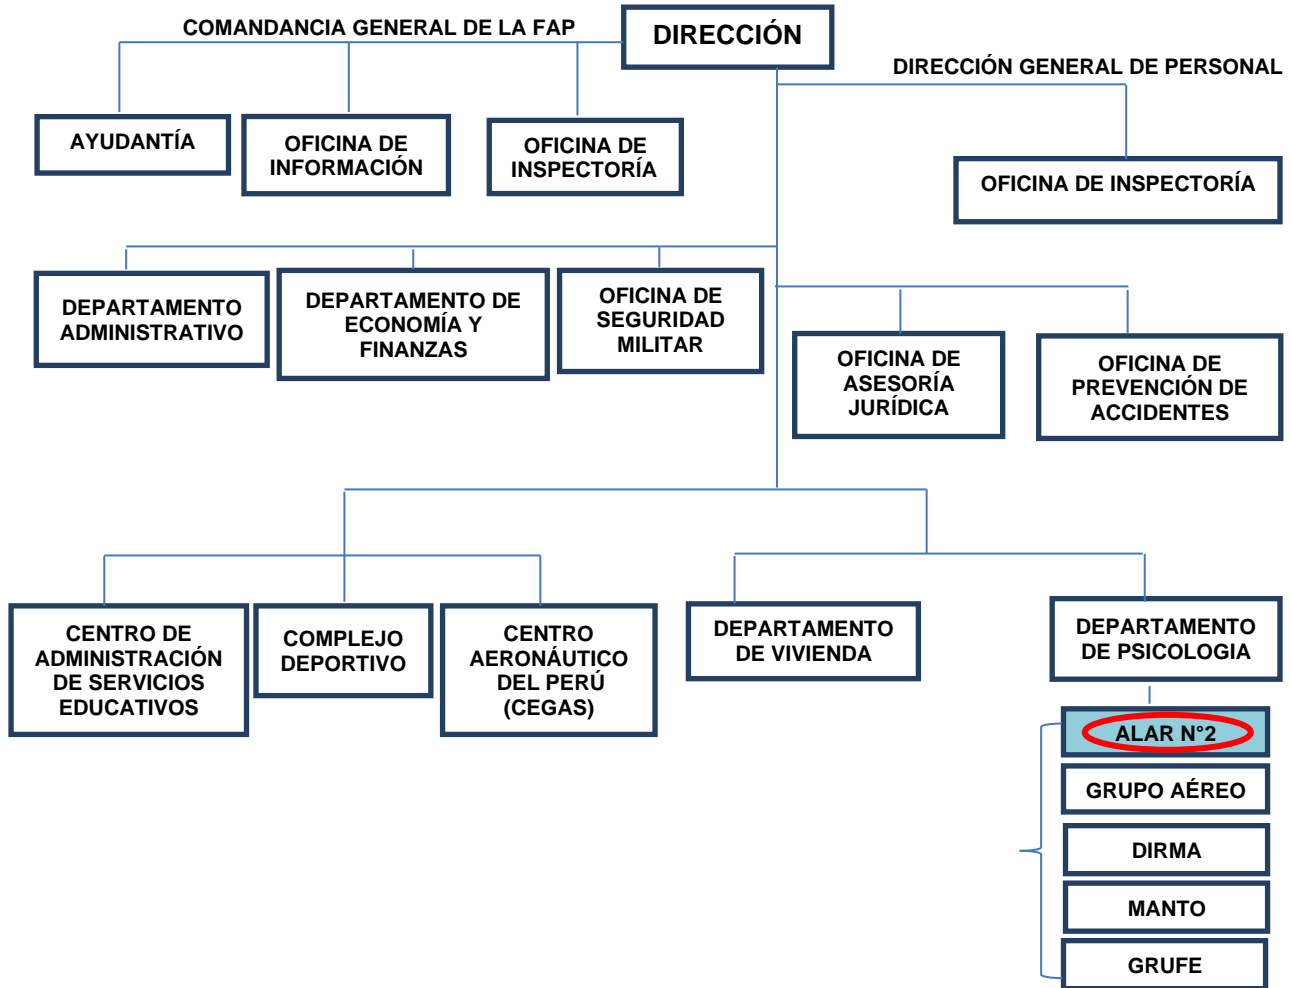 COMANDANCIA GENERAL DE LA FAP
DIRECCIÓN
DIRECCIÓN GENERAL DE PERSONAL
AYUDANTÍA
OFICINA DE
INFORMACIÓN
OFICINA DE
INSPECTORÍA
OFICINA DE INSPECTORÍA
DEPARTAMENTO
ADMINISTRATIVO
DEPARTAMENTO DE
ECONOMÍA Y
FINANZAS
OFICINA DE
SEGURIDAD
MILITAR
OFICINA DE
ASESORÍA
JURÍDICA
OFICINA DE
PREVENCIÓN DE
ACCIDENTES
CENTRO DE
ADMINISTRACIÓN
DE SERVICIOS
EDUCATIVOS
COMPLEJO
DEPORTIVO
CENTRO
AERONÁUTICO
DEL PERÚ
(CEGAS)
DEPARTAMENTO
DE VIVIENDA
DEPARTAMENTO
DE PSICOLOGIA
ALAR N°2
GRUPO AÉREO
DIRMA
MANTO
GRUFE